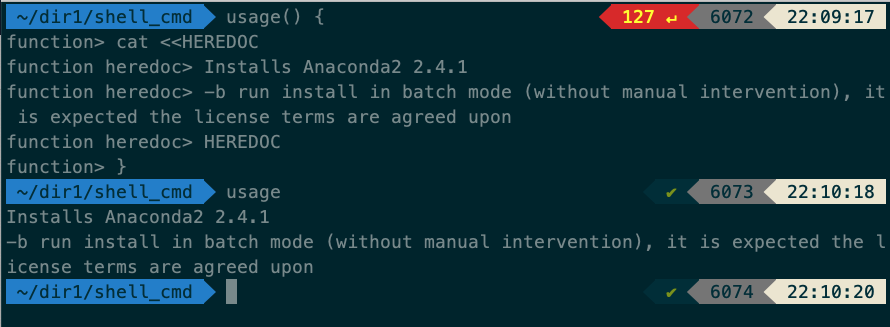 ~/dir1/shell_cmd usage() { 127 ↵ 6072 22:09:17
function> cat <<HEREDOC
function heredoc> Installs Anaconda2 2.4.1
function heredoc> -b run install in batch mode (without manual intervention), it
is expected the license terms are agreed upon
function heredoc> HEREDOC
function> }
~/dir1/shell_cmd usage ✔ 6073 22:10:18
Installs Anaconda2 2.4.1
-b run install in batch mode (without manual intervention), it is expected the l
icense terms are agreed upon
~/dir1/shell_cmd ✔ 6074 22:10:20